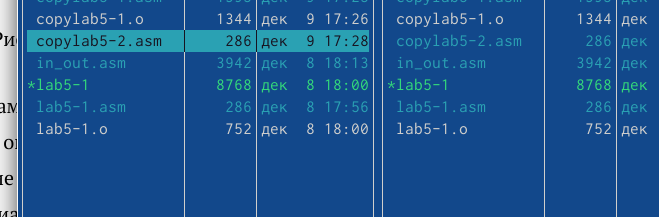 copylab5-1.o 1344 дек 9 17:26 copylab5-1.o 1344 дек
copylab5-2.asm 286 дек 9 17:28 copylab5-2.asm 286 дек
in_out.asm 3942 дек 8 18:13 in_out.asm 3942 дек
*lab5-1 8768 дек 8 18:00 *lab5-1 8768 дек
lab5-1.asm 286 дек 8 17:56 lab5-1.asm 286 дек
lab5-1.o 752 дек 8 18:00 lab5-1.o 752 дек